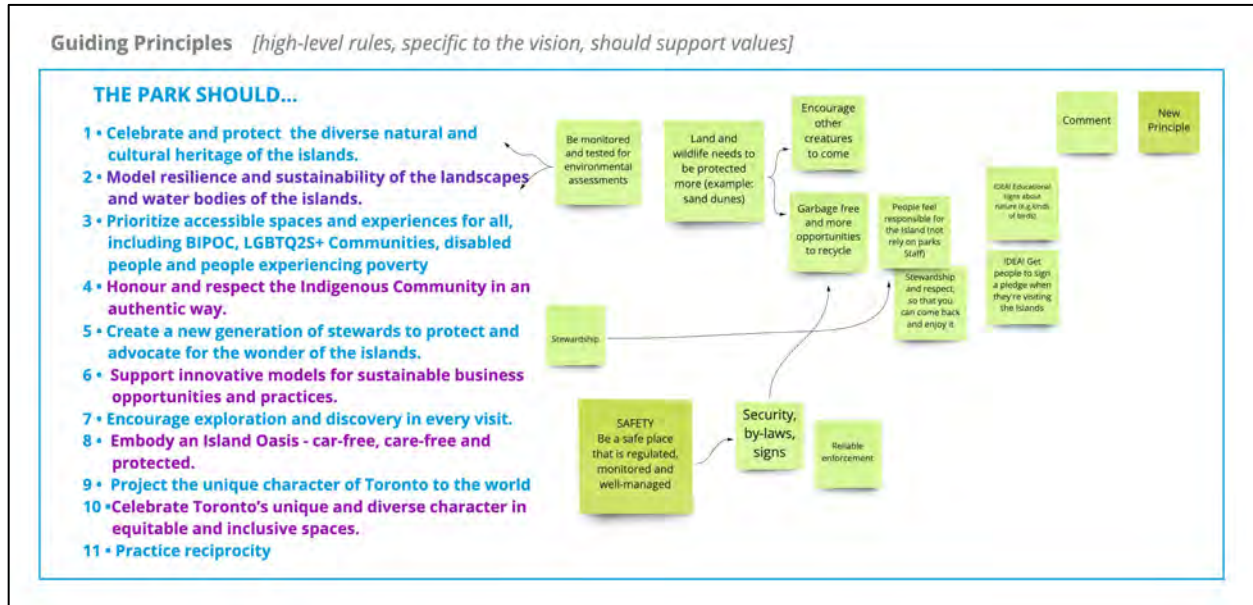 Guiding Principles [high-level rules, specific to the vision, should support values]
THE PARK SHOULD...
1 • Celebrate and protect the diverse natural and
cultural heritage of the islands.
2 • Model resilience and sustainability of the landscapes
and water bodies of the islands.
3 • Prioritize accessible spaces and experiences for all,
including BIPOC, LGBTQ2S+ Communities, disabled
people and people experiencing poverty
4 • Honour and respect the Indigenous Community in an
authentic way.
5 • Create a new generation of stewards to protect and
advocate for the wonder of the islands.
6 • Support innovative models for sustainable business
opportunities and practices.
7 • Encourage exploration and discovery in every visit.
8 • Embody an Island Oasis - car-free, care-free and
protected.
9 • Project the unique character of Toronto to the world
10 • Celebrate Toronto's unique and diverse character in
equitable and inclusive spaces.
11 • Practice reciprocity
Be monitored
and tested for
environmental
assessments
Land and
wildlife needs to
be protected
more (example:
sand dunes)
Encourage
other
creatures
to come
Garbage free
and more
opportunities
to recycle
People feel
responsible for
the Island (not
rely on parks
Staff)
Stewardship
and respect,
so that you
can come back
and enjoy it
IDEA! Educational
signs about
nature (e.g kinds
of birds)
IDEA! Get
people to sign
a pledge when
they're visiting
the Islands
Comment
New
Principle
Stewardship
SAFETY
Be a safe place
that is regulated,
monitored and
well-managed
Security,
by-laws,
signs
Reliable
enforcement